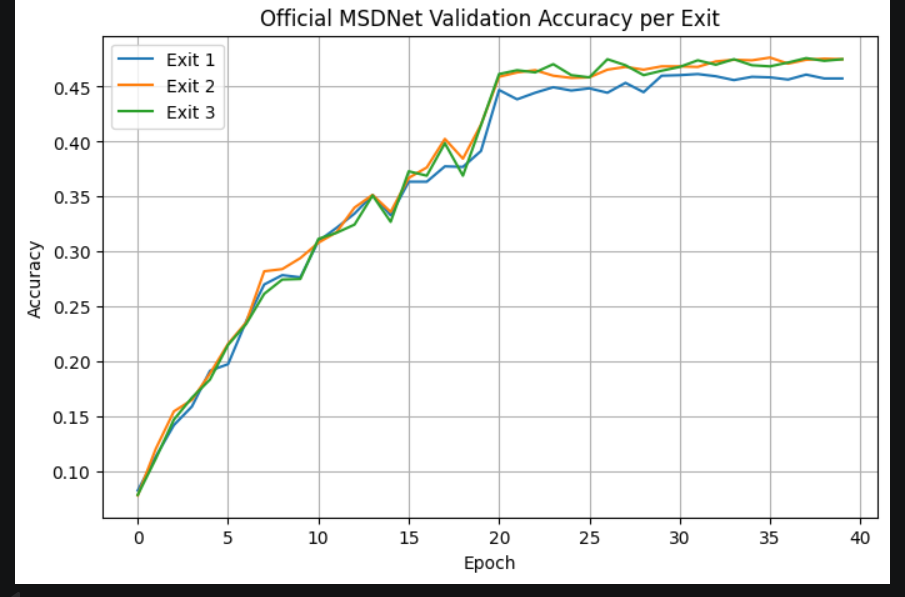 Official MSDNet Validation Accuracy per Exit
Exit 1
Exit 2
Exit 3
Accuracy
0.45
0.40
0.35
0.30
0.25
0.20
0.15
0.10
0 5 10 15 20 25 30 35 40
Epoch